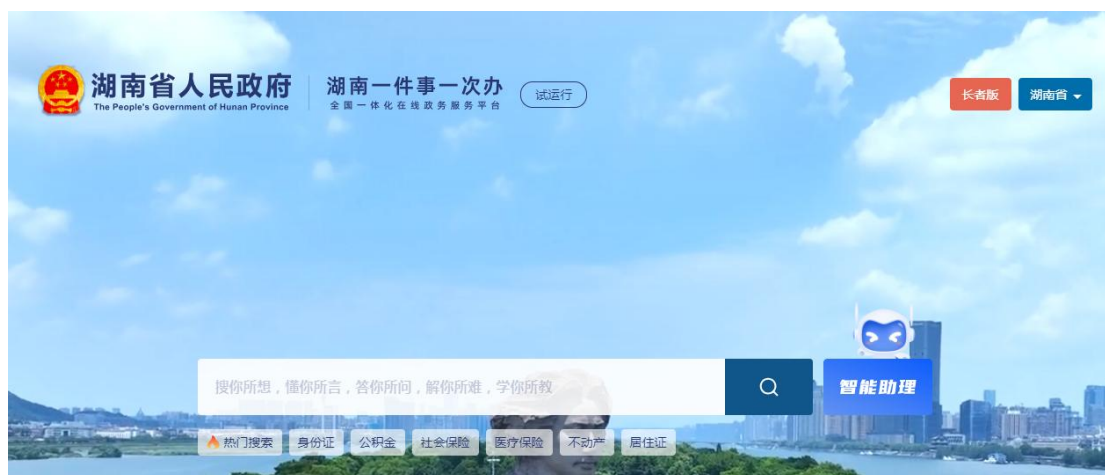 湖南省人民政府
The People's Government of Hunan Province
湖南一件事一次办
全国一体化在线政务服务平台
试运行
长者版
湖南省
搜你所想，懂你所言，答你所问，解你所难，学你所教
智能助理
热门搜索 身份证 公积金 社会保险 医疗保险 不动产 居住证